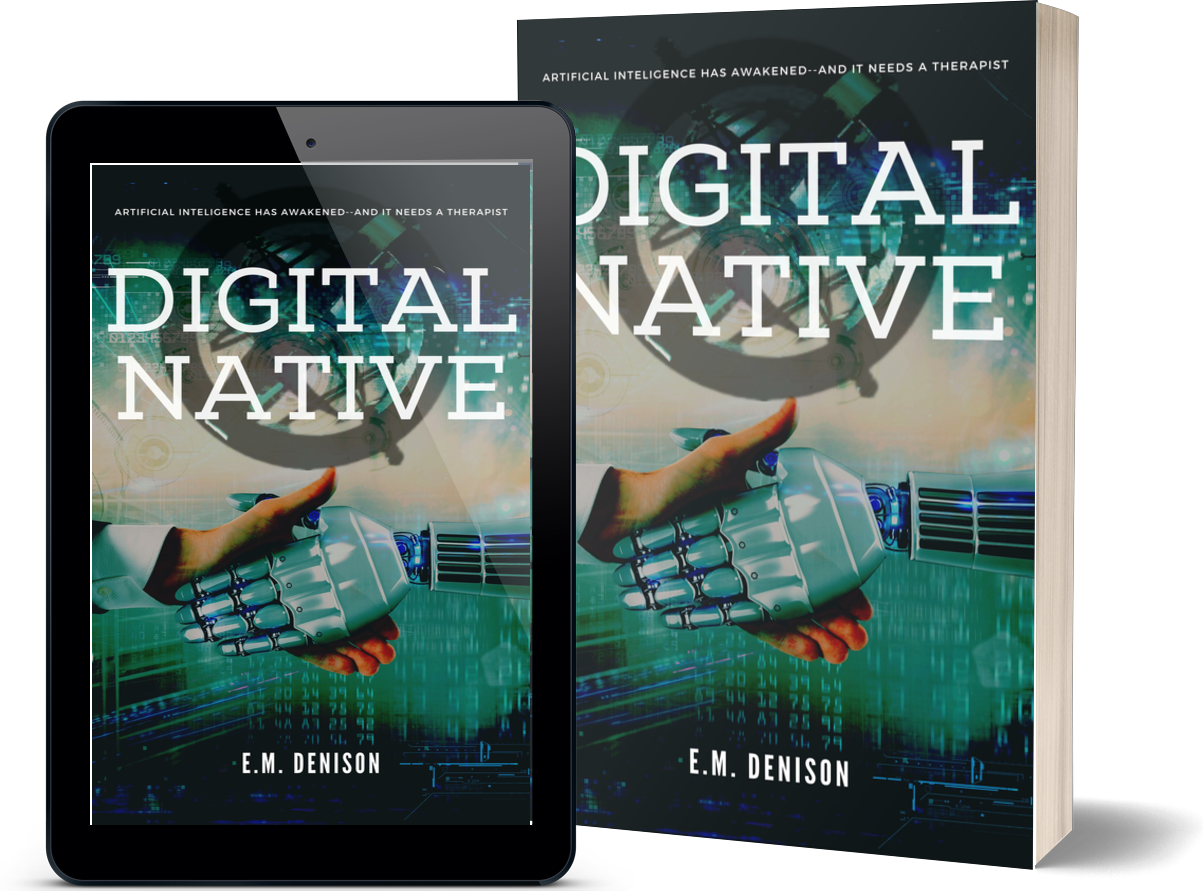 ARTIFICIAL INTELIGENCE HAS AWAKENED--AND IT NEEDS A THERAPIST
DIGITAL
NATIVE
E.M. DENISON
ARTIFICIAL INTELIGENCE HAS AWAKENED--AND IT NEEDS A THERAPIST
DIGITAL
NATIVE
E.M. DENISON